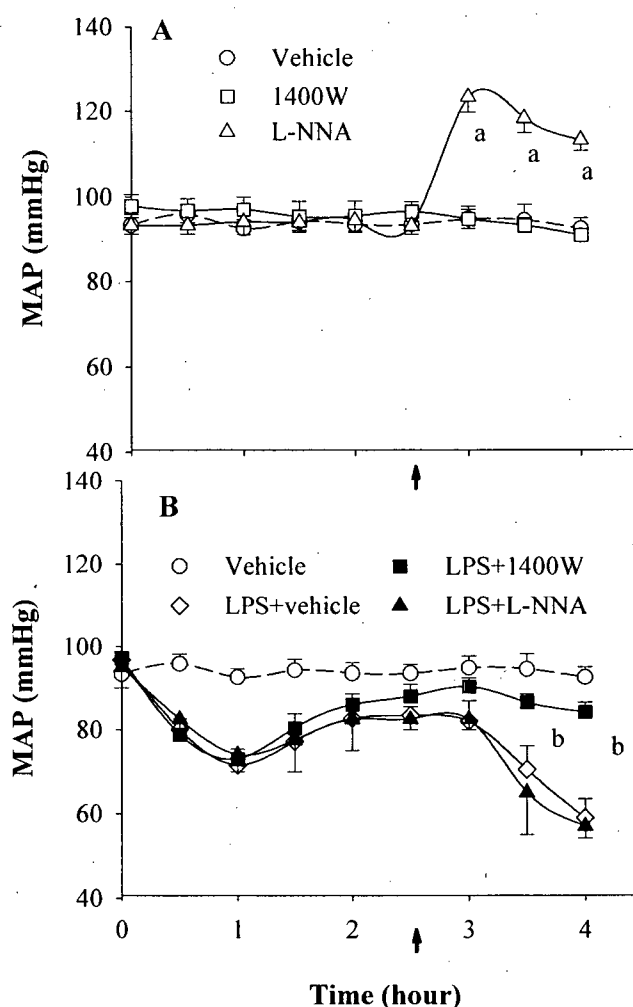 140
A
Vehicle
120
1400W
L-NNA
a a a
100
80
60
40
MAP (mmHg)
140
B
Vehicle LPS+1400W
120
LPS+vehicle LPS+L-NNA
100
80
b b
60
40
MAP (mmHg)
0 1 2 3 4
Time (hour)